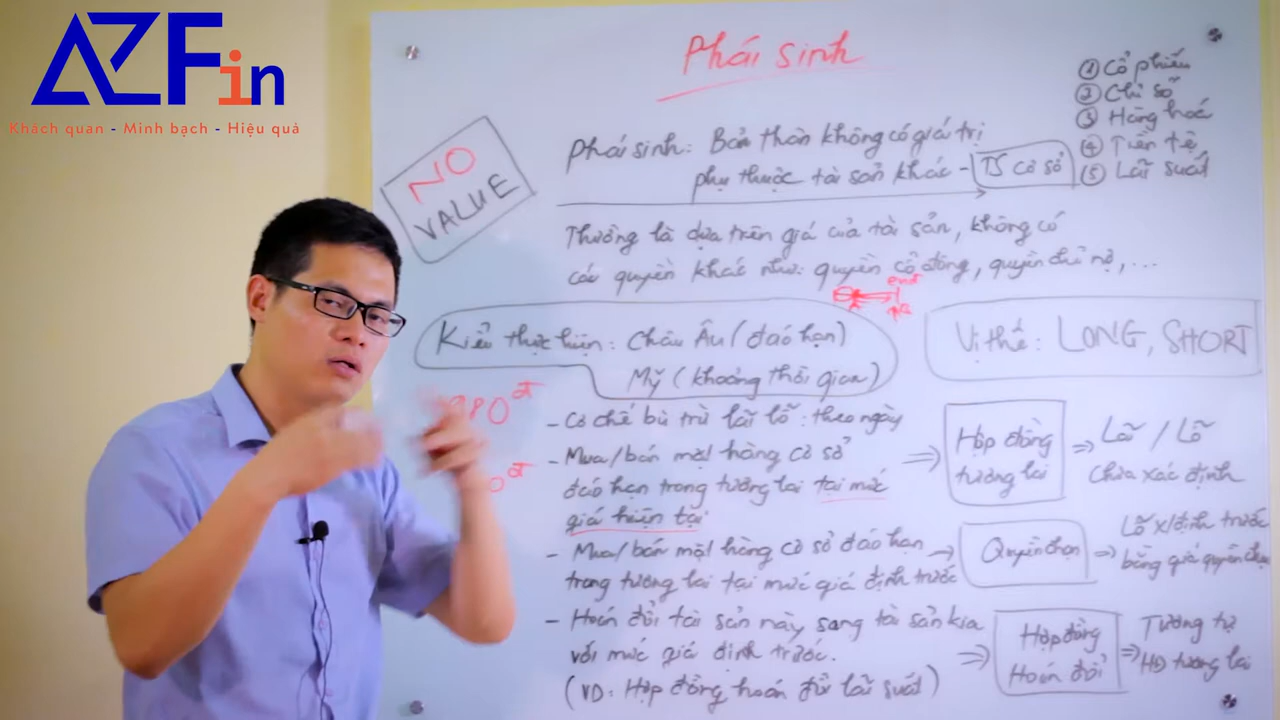 AZFin
Khách quan - Minh bạch - Hiệu quả
Phái sinh
① Cổ phiếu
② Chỉ số
③ Hàng hoá
④ Tiền tệ
⑤ Lãi suất
NO
VALUE
Phái sinh: Bản thân không có giá trị
phụ thuộc tài sản khác - TS cơ sở
Thường là dựa trên giá của tài sản, không có
các quyền khác như: quyền cổ đông, quyền chủ nợ,...
end
Kiểu thực hiện: Châu Âu (đáo hạn)
Mỹ (khoảng thời gian)
Vị thế: LONG, SHORT
- Cơ chế bù trừ lãi lỗ: theo ngày
- Mua/bán một hàng cơ sở
đáo hạn trong tương lai tại mức
giá hiện tại
⇒ Hợp đồng
tương lai
⇒ Lãi / Lỗ
Chưa xác định
- Mua/bán một hàng cơ sở đáo hạn
trong tương lai tại mức giá định trước
→ Quyền chọn
⇒ Lỗ x/định trước
bằng giá quyền chọn
- Hoán đổi tài sản này sang tài sản kia
với mức giá định trước.
(VD: Hợp đồng hoán đổi lãi suất)
⇒ Hợp đồng
Hoán đổi
⇒ Tương tự
HĐ tương lai